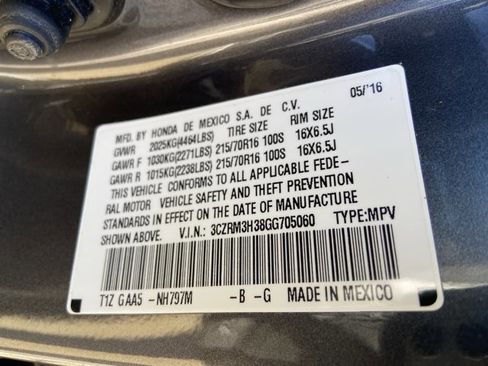 MFD. BY HONDA DE MEXICO S.A. DE C.V. 05/'16
GVWR 2025KG(4464LBS) TIRE SIZE RIM SIZE
GAWR F 1030KG(2271LBS) 215/70R16 100S 16X6.5J
GAWR R 1015KG(2238LBS) 215/70R16 100S 16X6.5J
THIS VEHICLE CONFORMS TO ALL APPLICABLE FEDE-
RAL MOTOR VEHICLE SAFETY AND THEFT PREVENTION
STANDARDS IN EFFECT ON THE DATE OF MANUFACTURE
SHOWN ABOVE. V.I.N.: 3CZRM3H38GG705060 TYPE:MPV
T1Z GAA5 -NH797M -B -G MADE IN MEXICO